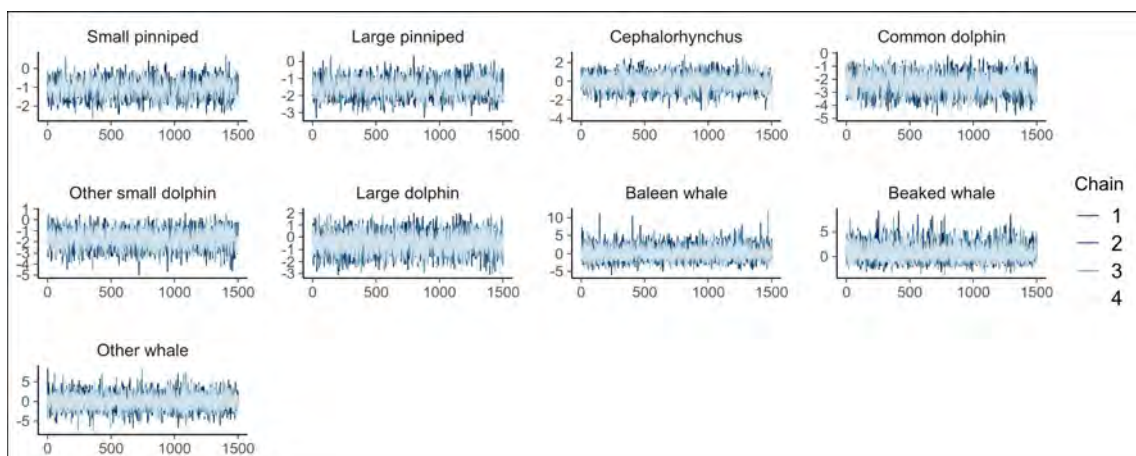 Small pinniped
Large pinniped
Cephalorhynchus
Common dolphin
0
-1
-2
0 500 1000 1500
0
-1
-2
-3
0 500 1000 1500
2
0
-2
-4
0 500 1000 1500
0
-1
-2
-3
-4
-5
0 500 1000 1500
Other small dolphin
Large dolphin
Baleen whale
Beaked whale
1
0
-1
-2
-3
-4
-5
0 500 1000 1500
2
1
0
-1
-2
-3
0 500 1000 1500
10
5
0
-5
0 500 1000 1500
5
0
0 500 1000 1500
Chain
1
2
3
4
Other whale
5
0
-5
0 500 1000 1500